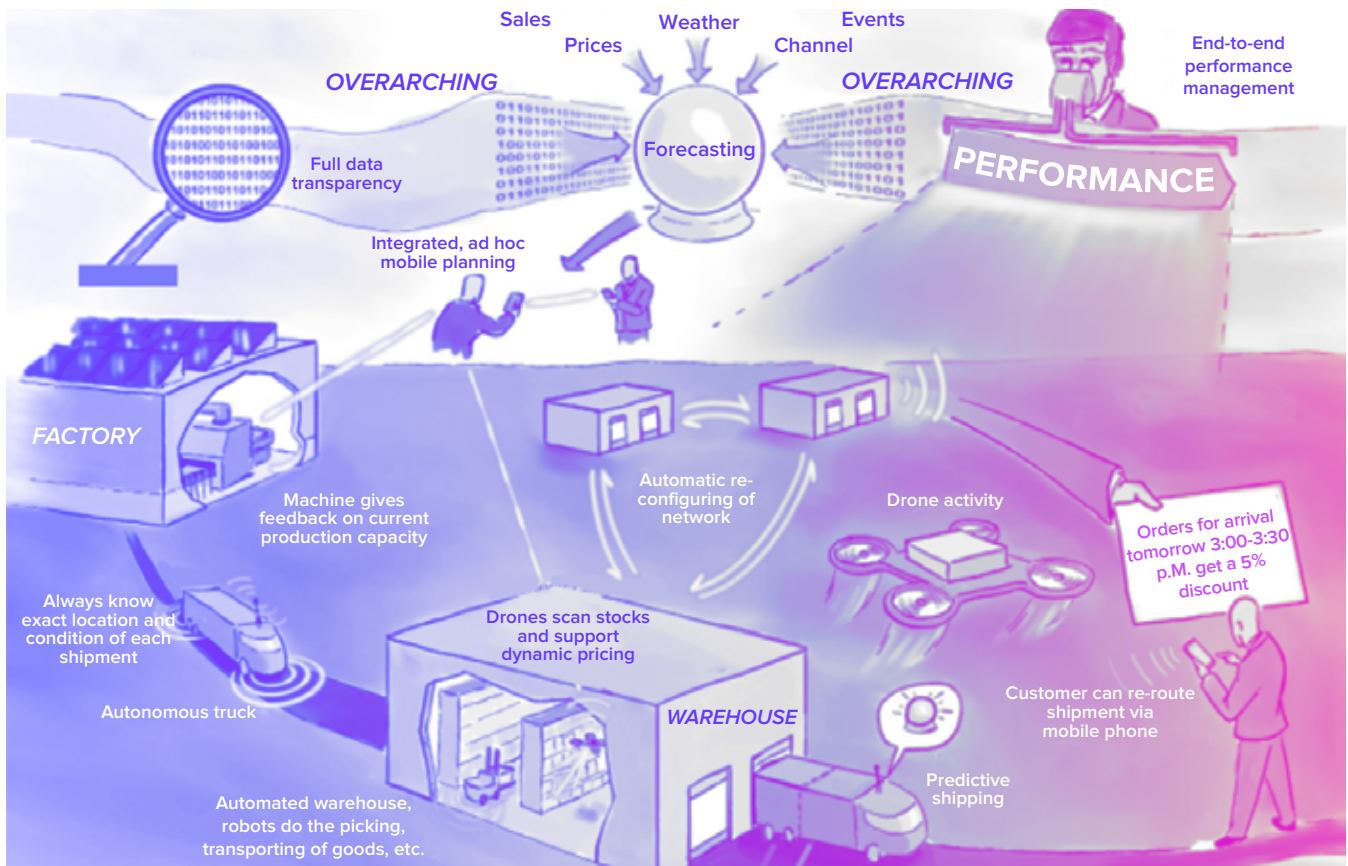 Sales
Weather
Events
Prices
Channel
OVERARCHING
OVERARCHING
End-to-end
performance
management
Full data
transparency
Forecasting
PERFORMANCE
Integrated, ad hoc
mobile planning
FACTORY
Machine gives
feedback on current
production capacity
Automatic re-
configuring of
network
Drone activity
Orders for arrival
tomorrow 3:00-3:30
p.M. get a 5%
discount
Always know
exact location and
condition of each
shipment
Autonomous truck
Drones scan stocks
and support
dynamic pricing
WAREHOUSE
Customer can re-route
shipment via
mobile phone
Predictive
shipping
Automated warehouse,
robots do the picking,
transporting of goods, etc.